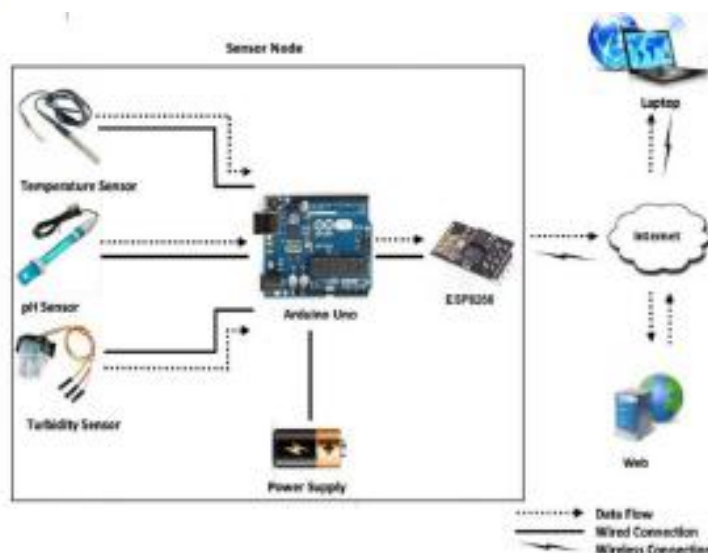 Sensor Node
Laptop
Temperature Sensor
Internet
pH Sensor
Arduino Uno
ESP8266
Turbidity Sensor
Web
Power Supply
Data Flow
Wired Connection
Wireless Connection